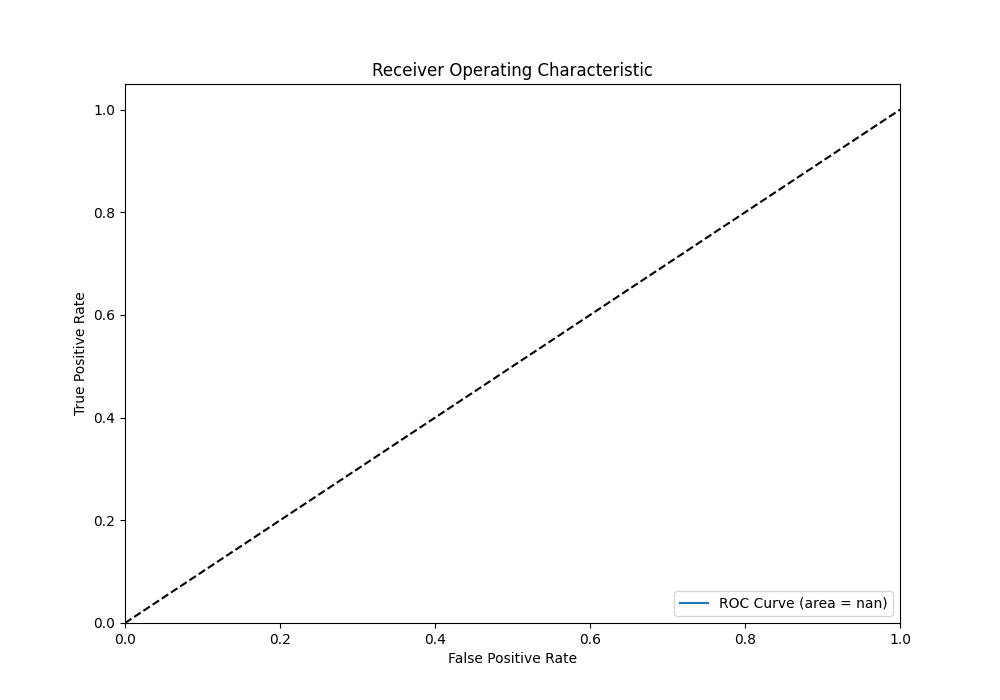 Receiver Operating Characteristic
1.0
0.8
0.6
0.4
0.2
0.0
True Positive Rate
ROC Curve (area = nan)
0.0 0.2 0.4 0.6 0.8 1.0
False Positive Rate